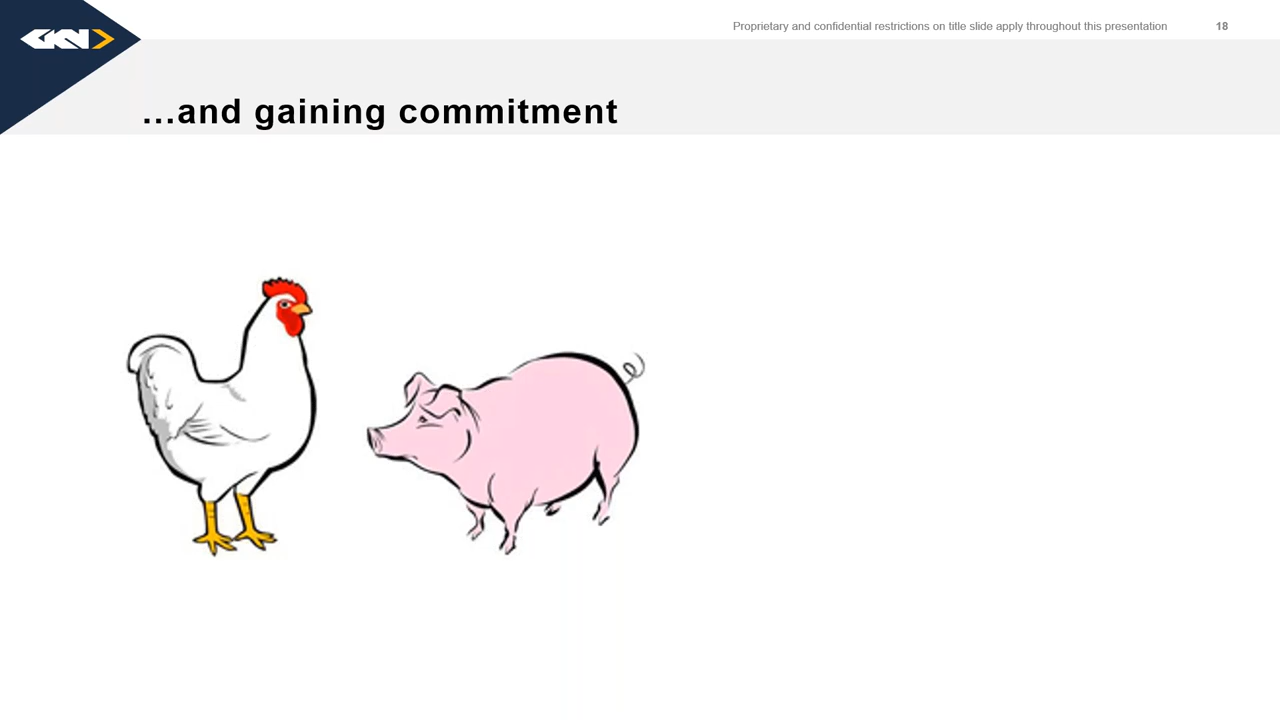 GKN
Proprietary and confidential restrictions on title slide apply throughout this presentation 18
...and gaining commitment